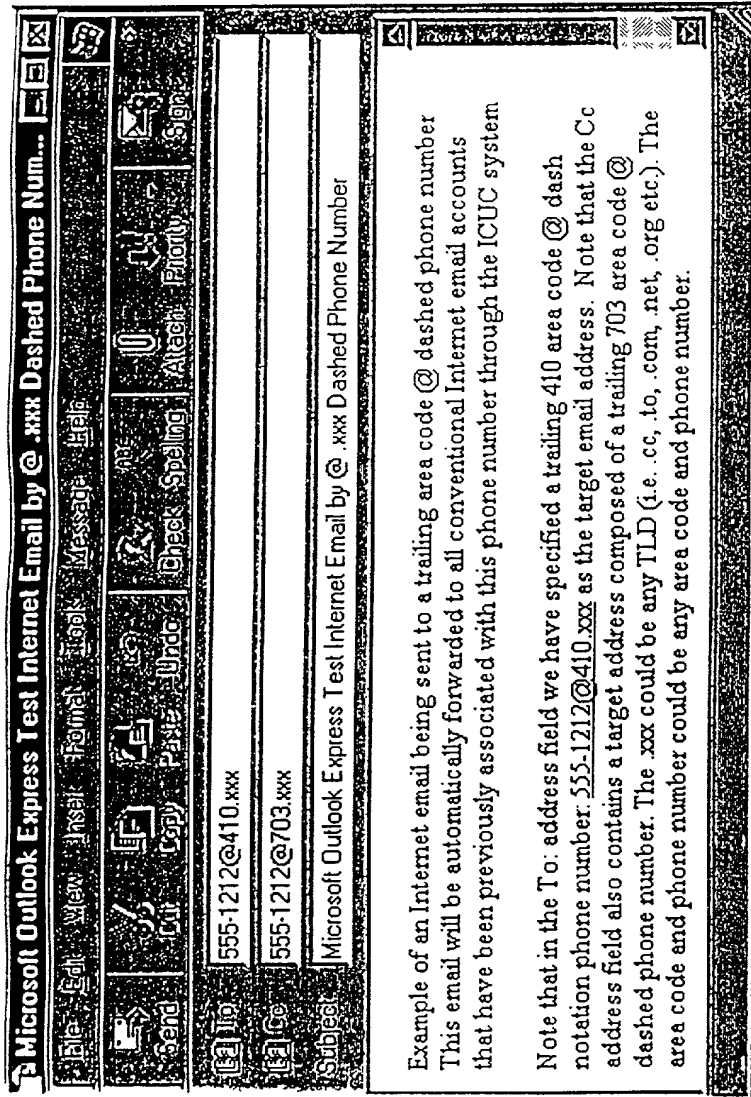 Microsoft Outlook Express Test Internet Email by @ .xxx Dashed Phone Num...
File Edit View Insert Format Tools Message Help
Send Cut Copy Paste Undo Check Spelling Attach Priority Sign
To: 555-1212@410.xxx
Cc: 555-1212@703.xxx
Subject: Microsoft Outlook Express Test Internet Email by @ .xxx Dashed Phone Number
Example of an Internet email being sent to a trailing area code @ dashed phone number
This email will be automatically forwarded to all conventional Internet email accounts
that have been previously associated with this phone number through the ICUC system
Note that in the To: address field we have specified a trailing 410 area code @ dash
notation phone number: 555-1212@410.xxx as the target email address. Note that the Cc
address field also contains a target address composed of a trailing 703 area code @
dashed phone number. The .xxx could be any TLD (i.e. .cc, .to, .com, net, .org etc.). The
area code and phone number could be any area code and phone number.